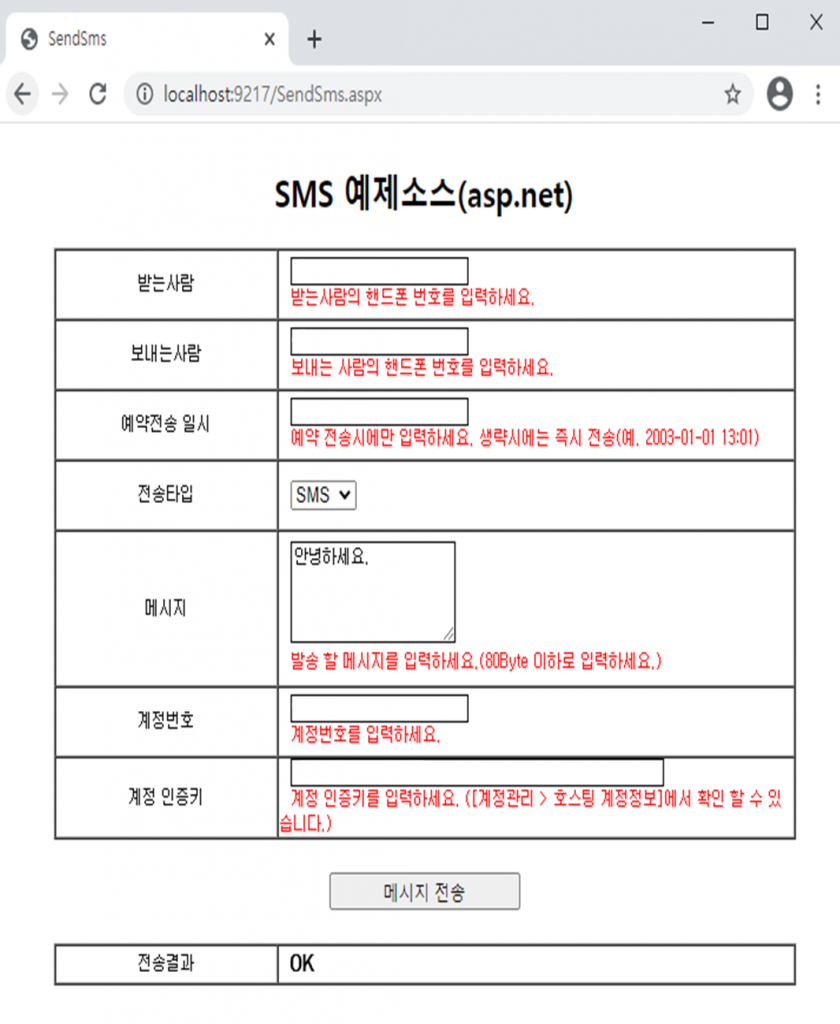 SendSms
localhost:9217/SendSms.aspx
SMS 예제소스(asp.net)
받는사람
받는사람의 핸드폰 번호를 입력하세요.
보내는사람
보내는 사람의 핸드폰 번호를 입력하세요.
예약전송 일시
예약 전송시에만 입력하세요. 생략시에는 즉시 전송(예. 2003-01-01 13:01)
전송타입
SMS
메시지
안녕하세요.
발송 할 메시지를 입력하세요.(80Byte 이하로 입력하세요.)
계정번호
계정번호를 입력하세요.
계정 인증키
계정 인증키를 입력하세요. ([계정관리 > 호스팅 계정정보]에서 확인 할 수 있
습니다.)
메시지 전송
전송결과
OK